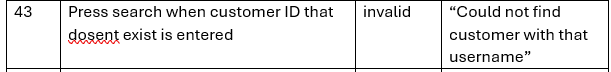 43 Press search when customer ID that invalid “Could not find
dosent exist is entered customer with that
username”